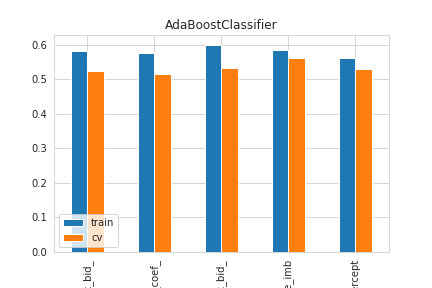 AdaBoostClassifier
0.6
0.5
0.4
0.3
0.2
0.1
0.0
train
cv
_bid_
coef_
_bid_
e_imb
ercept